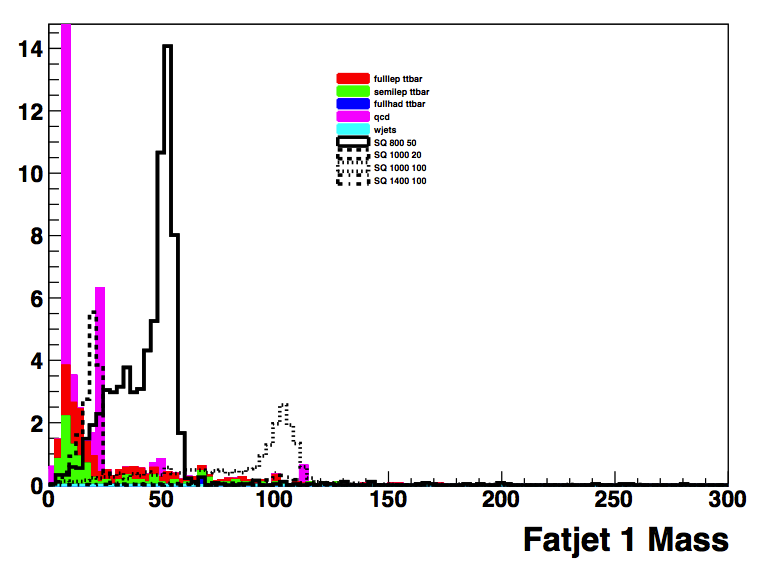 14
12
10
8
6
4
2
0
fulllep ttbar
semilep ttbar
fullhad ttbar
qcd
wjets
SQ 800 50
SQ 1000 20
SQ 1000 100
SQ 1400 100
0 50 100 150 200 250 300
Fatjet 1 Mass